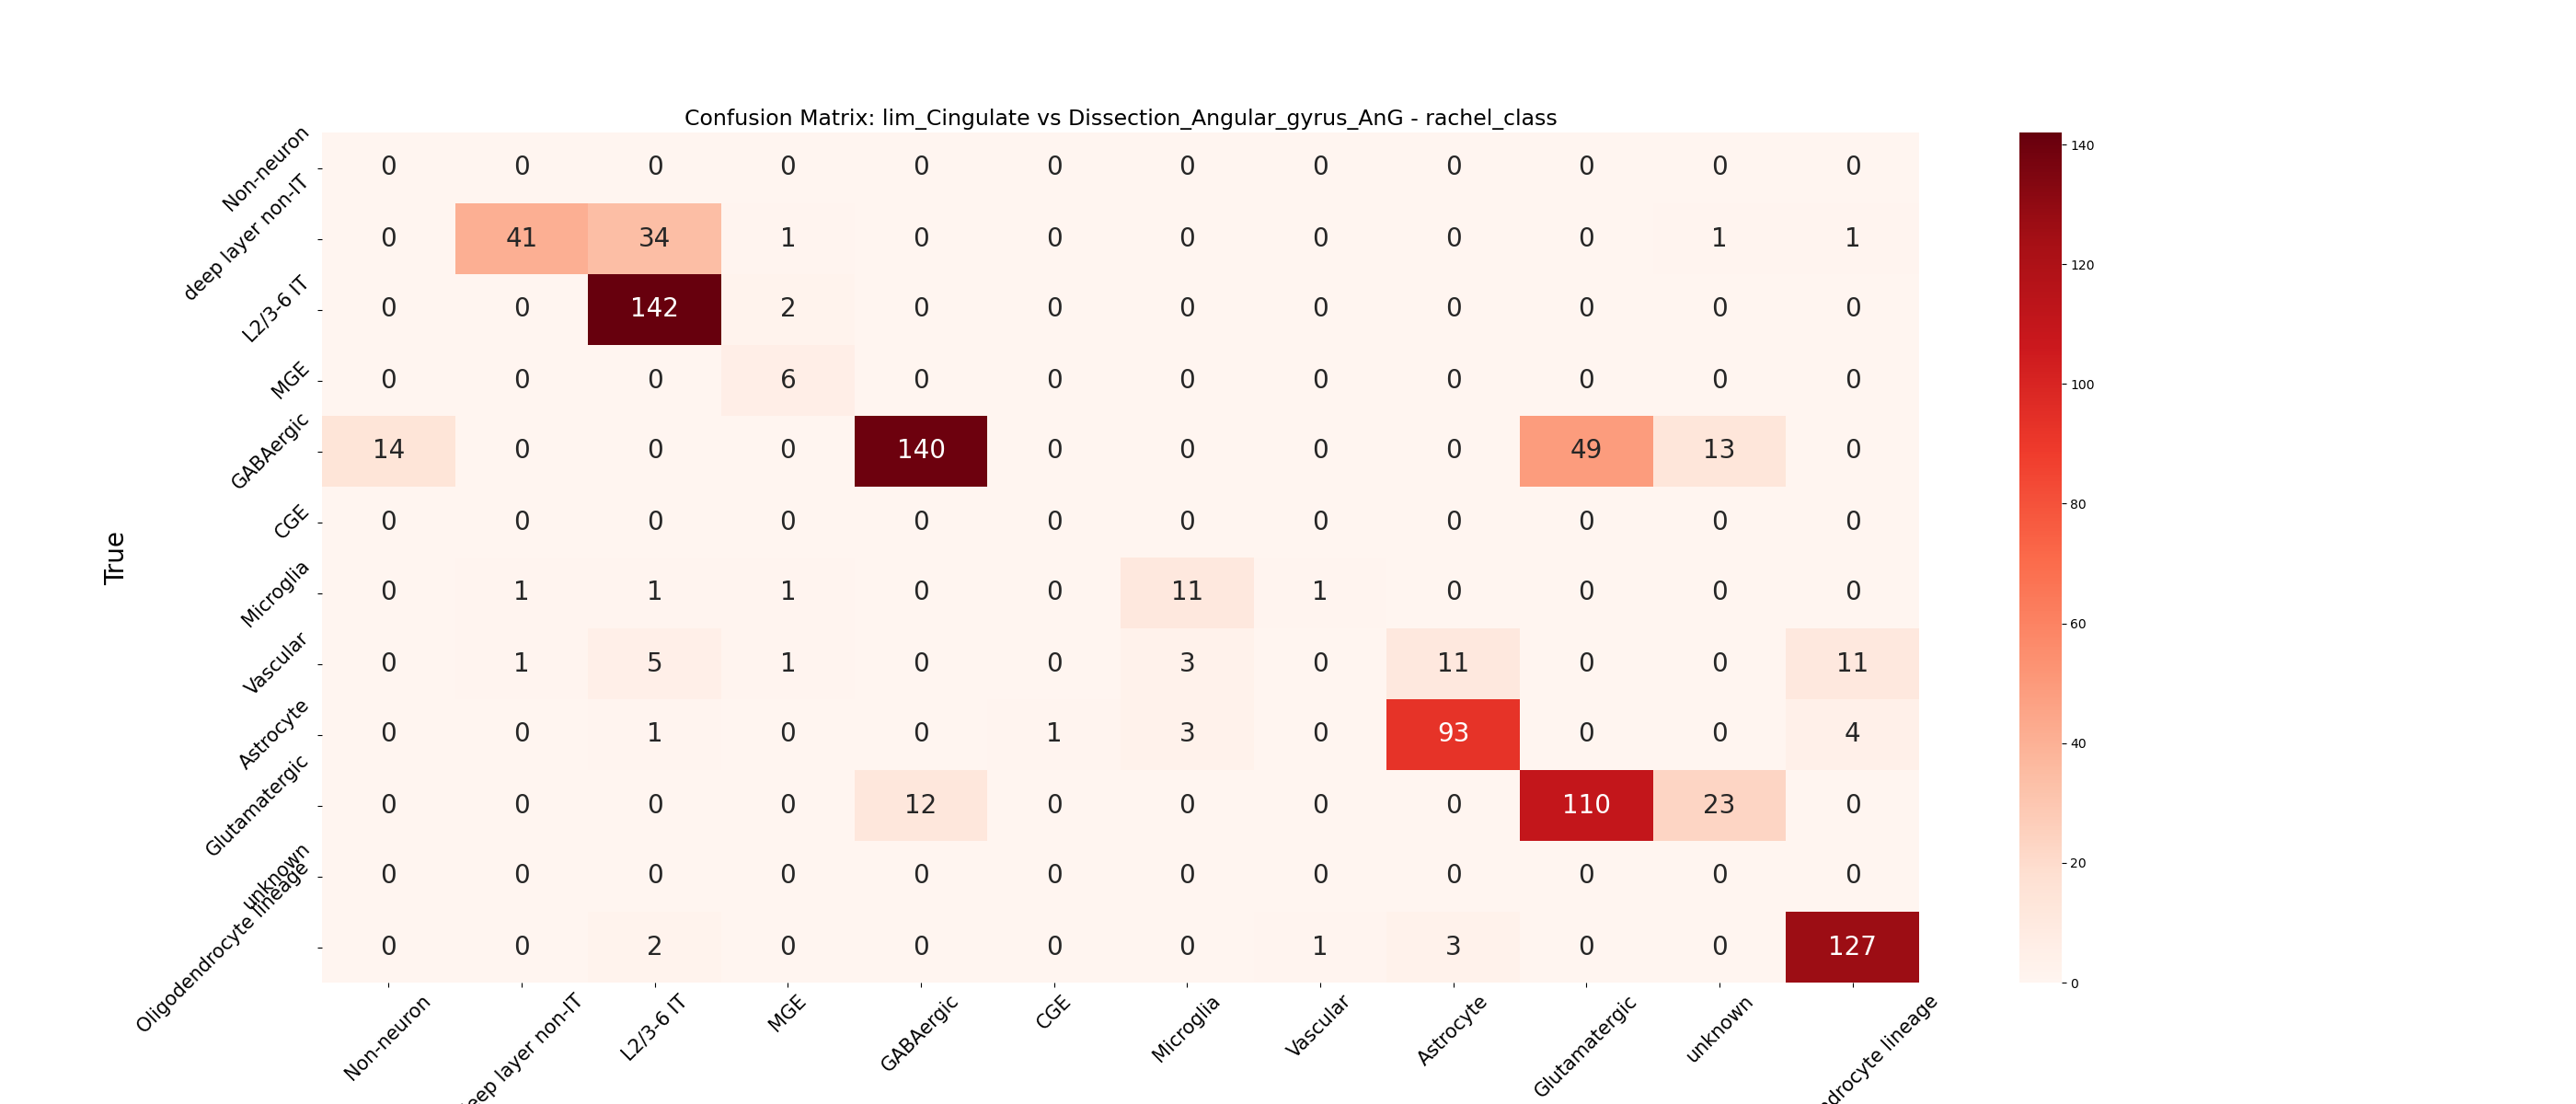 Confusion Matrix: lim_Cingulate vs Dissection_Angular_gyrus_AnG - rachel_class
True
Non-neuron 0 0 0 0 0 0 0 0 0 0 0 0
deep layer non-IT 0 41 34 1 0 0 0 0 0 0 1 1
L2/3-6 IT 0 0 142 2 0 0 0 0 0 0 0 0
MGE 0 0 0 6 0 0 0 0 0 0 0 0
GABAergic 14 0 0 0 140 0 0 0 0 49 13 0
CGE 0 0 0 0 0 0 0 0 0 0 0 0
Microglia 0 1 1 1 0 0 11 1 0 0 0 0
Vascular 0 1 5 1 0 0 3 0 11 0 0 11
Astrocyte 0 0 1 0 0 1 3 0 93 0 0 4
Glutamatergic 0 0 0 0 12 0 0 0 0 110 23 0
unknown 0 0 0 0 0 0 0 0 0 0 0 0
Oligodendrocyte lineage 0 0 2 0 0 0 0 1 3 0 0 127
Non-neuron
eep layer non-IT
L2/3-6 IT
MGE
GABAergic
CGE
Microglia
Vascular
Astrocyte
Glutamatergic
unknown
ndrocyte lineage
140
120
100
80
60
40
20
0